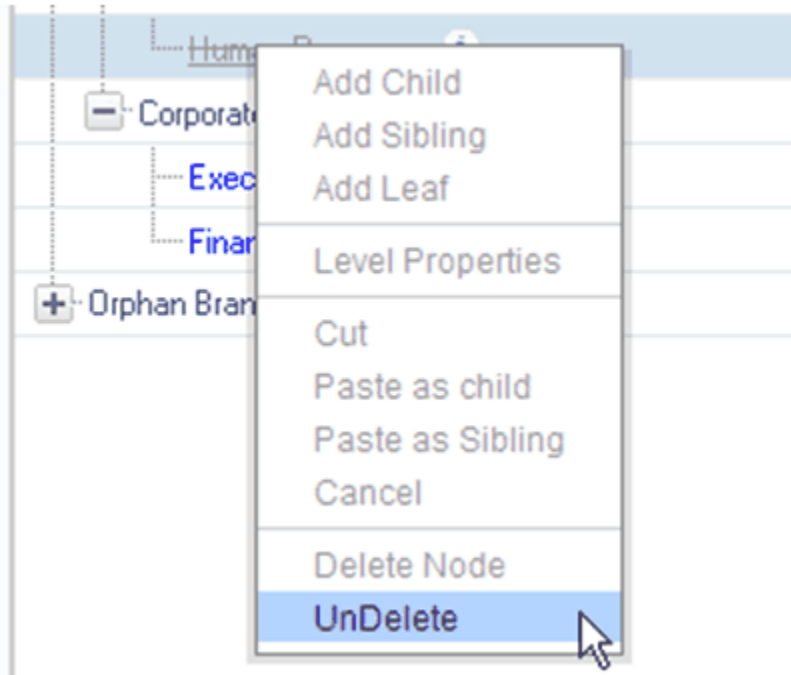 Add Child
Corporat
Add Sibling
Exec
Add Leaf
Finan
Level Properties
Orphan Bran
Cut
Paste as child
Paste as Sibling
Cancel
Delete Node
UnDelete